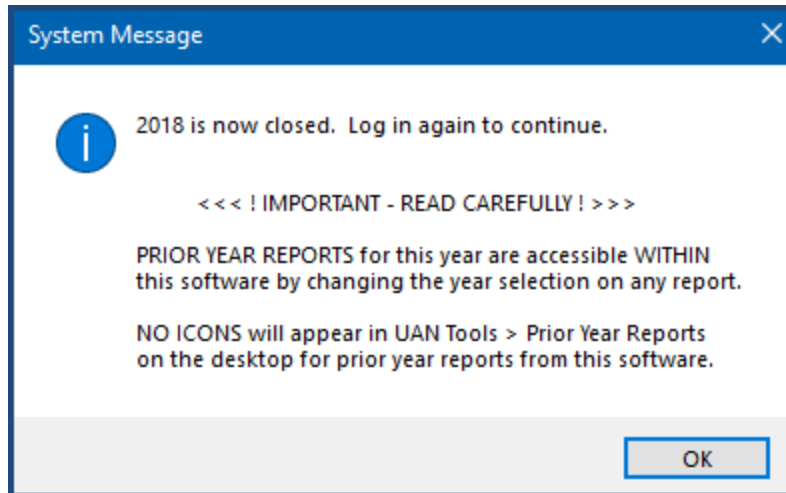 System Message
2018 is now closed. Log in again to continue.
< < < ! IMPORTANT - READ CAREFULLY ! > > >
PRIOR YEAR REPORTS for this year are accessible WITHIN
this software by changing the year selection on any report.
NO ICONS will appear in UAN Tools > Prior Year Reports
on the desktop for prior year reports from this software.
OK